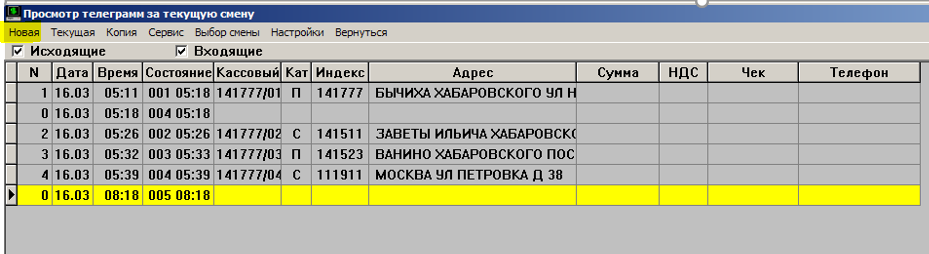 Просмотр телеграмм за текущую смену
Новая Текущая Копия Сервис Выбор смены Настройки Вернуться
Исходящие Входящие
N Дата Время Состояние Кассовый Кат Индекс Адрес Сумма НДС Чек Телефон
1 16.03 05:11 001 05:18 141777/01 П 141777 БЫЧИХА ХАБАРОВСКОГО УЛ Н
0 16.03 05:18 004 05:18
2 16.03 05:26 002 05:26 141777/02 С 141511 ЗАВЕТЫ ИЛЬИЧА ХАБАРОВСКО
3 16.03 05:32 003 05:33 141777/03 П 141523 ВАНИНО ХАБАРОВСКОГО ПОС
4 16.03 05:39 004 05:39 141777/04 С 111911 МОСКВА УЛ ПЕТРОВКА Д 38
0 16.03 08:18 005 08:18